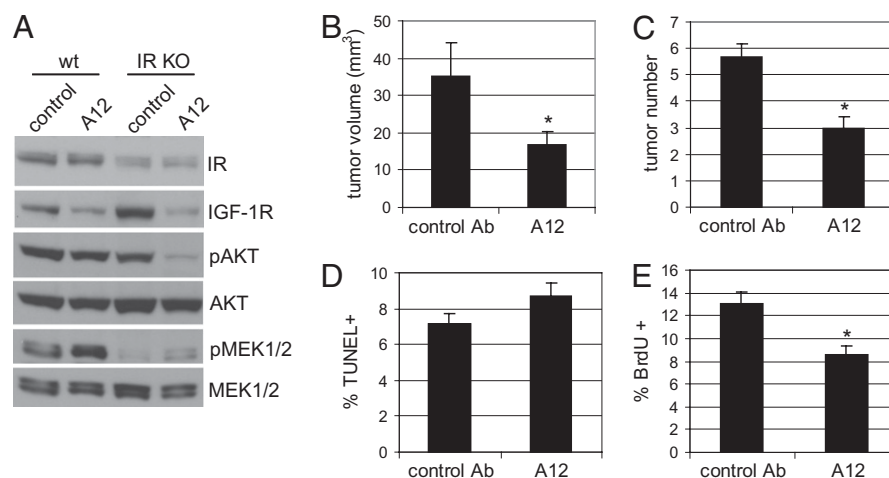 A
wt
IR KO
control
A12
control
A12
IR
IGF-1R
pAKT
AKT
pMEK1/2
MEK1/2
B
tumor volume (mm³)
50
40
30
20
10
0
*
control Ab
A12
C
tumor number
7
6
5
4
3
2
1
0
*
control Ab
A12
D
% TUNEL+
10
8
6
4
2
0
control Ab
A12
E
% BrdU +
16
14
12
10
8
6
4
2
0
*
control Ab
A12